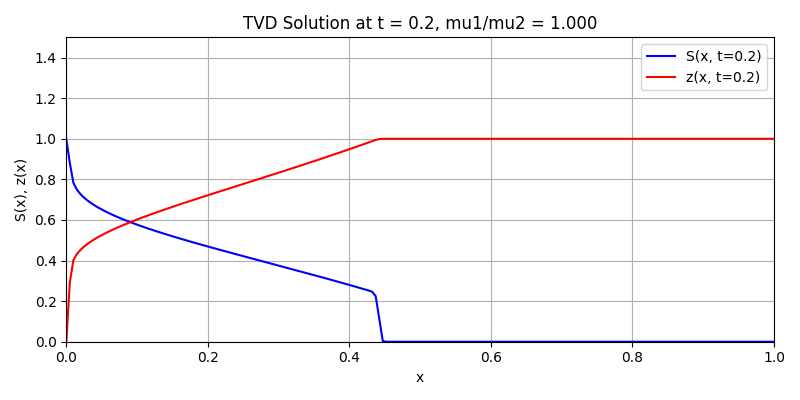 TVD Solution at t = 0.2, mu1/mu2 = 1.000
S(x, t=0.2)
z(x, t=0.2)
S(x), z(x)
1.4
1.2
1.0
0.8
0.6
0.4
0.2
0.0
0.0 0.2 0.4 0.6 0.8 1.0
x